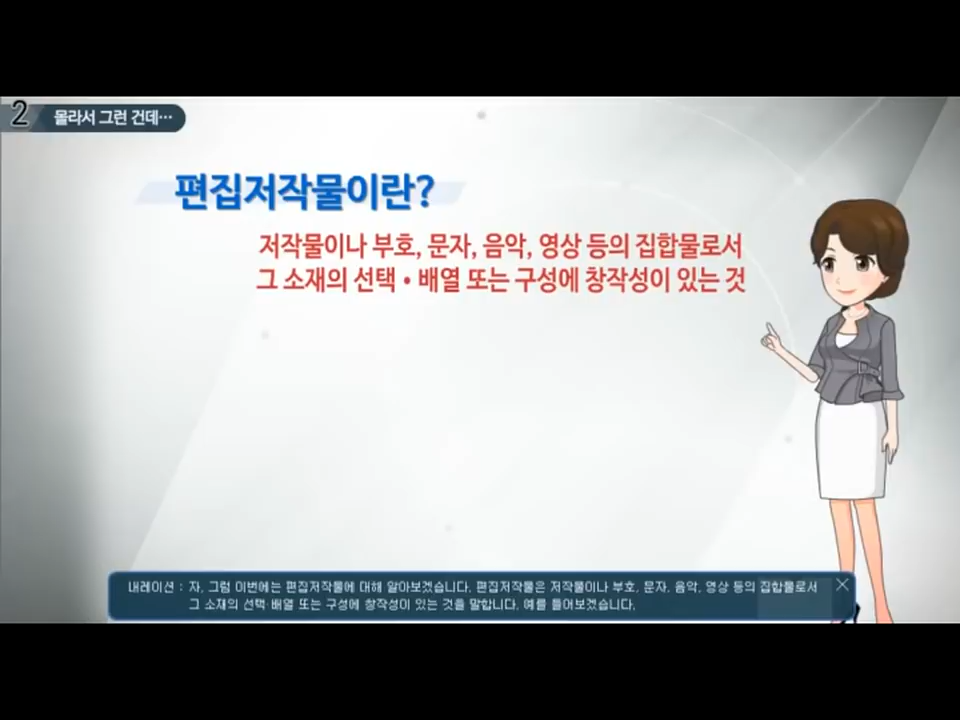 2 몰라서 그런 건데…
편집저작물이란?
저작물이나 부호, 문자, 음악, 영상 등의 집합물로서
그 소재의 선택 • 배열 또는 구성에 창작성이 있는 것
내레이션 : 자, 그럼 이번에는 편집저작물에 대해 알아보겠습니다. 편집저작물은 저작물이나 부호, 문자, 음악, 영상 등의 집합물로서
그 소재의 선택·배열 또는 구성에 창작성이 있는 것을 말합니다. 예를 들어보겠습니다.